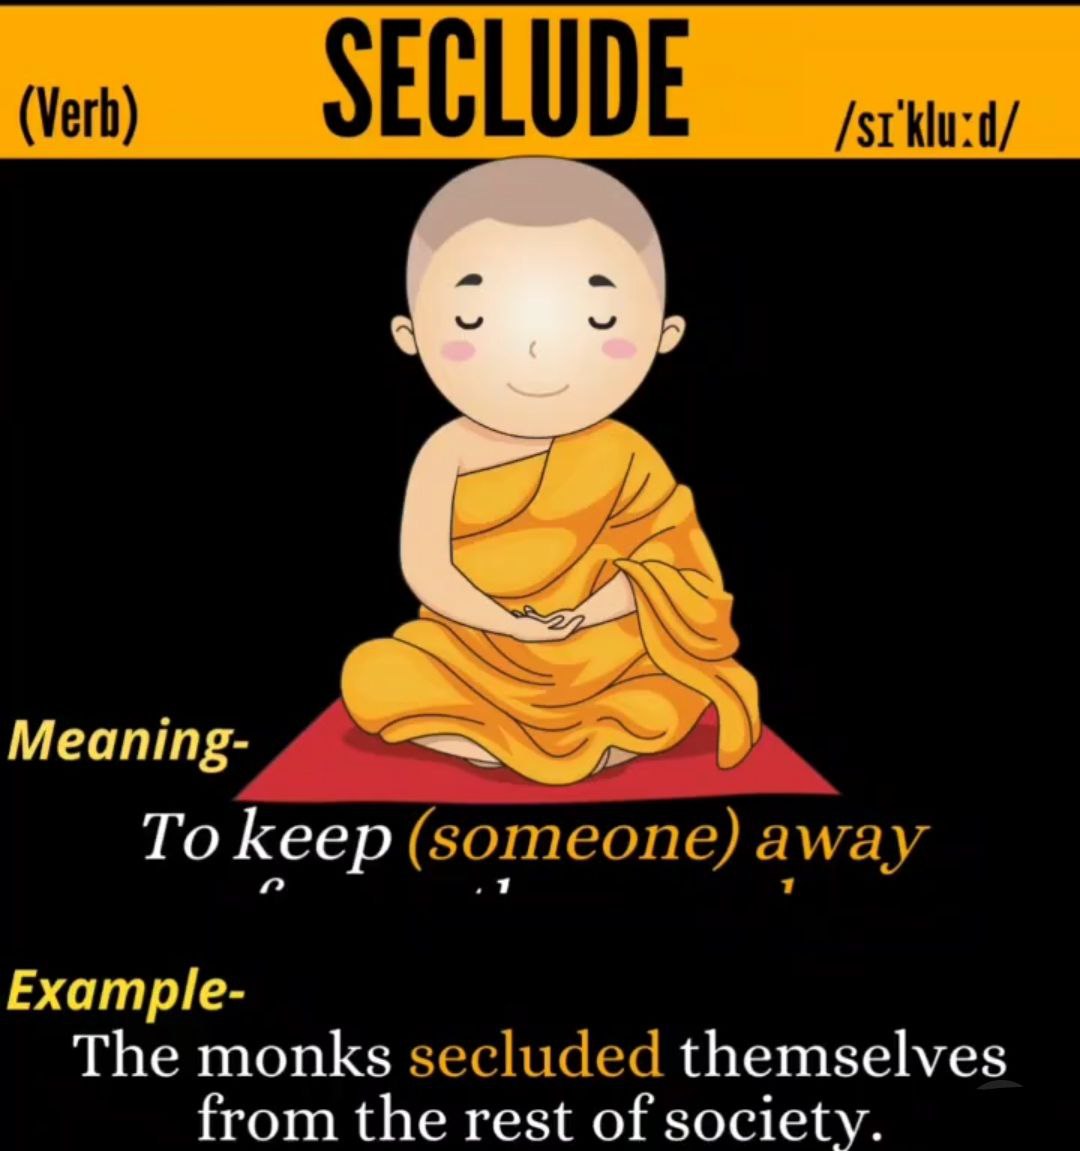 SECLUDE
(Verb)
/sɪˈkluːd/
Meaning-
To keep (someone) away
Example-
The monks secluded themselves
from the rest of society.